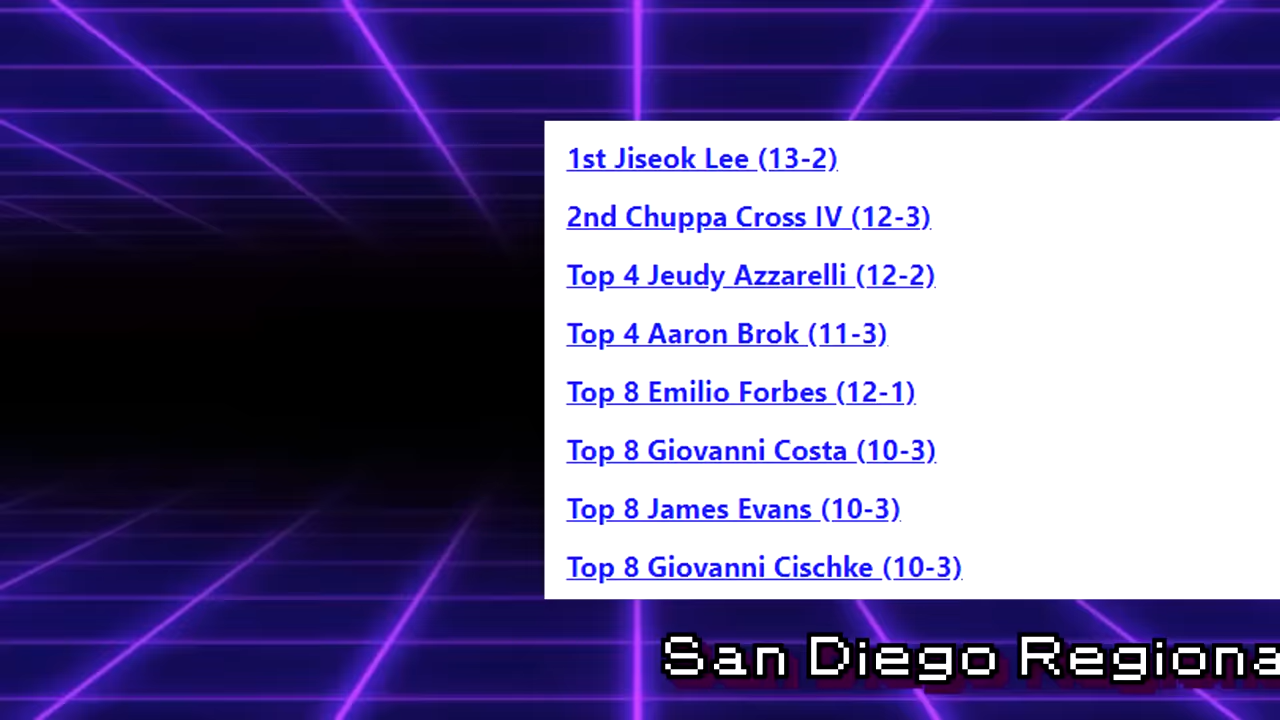 1st Jiseok Lee (13-2)
2nd Chuppa Cross IV (12-3)
Top 4 Jeudy Azzarelli (12-2)
Top 4 Aaron Brok (11-3)
Top 8 Emilio Forbes (12-1)
Top 8 Giovanni Costa (10-3)
Top 8 James Evans (10-3)
Top 8 Giovanni Cischke (10-3)
San Diego Regiona